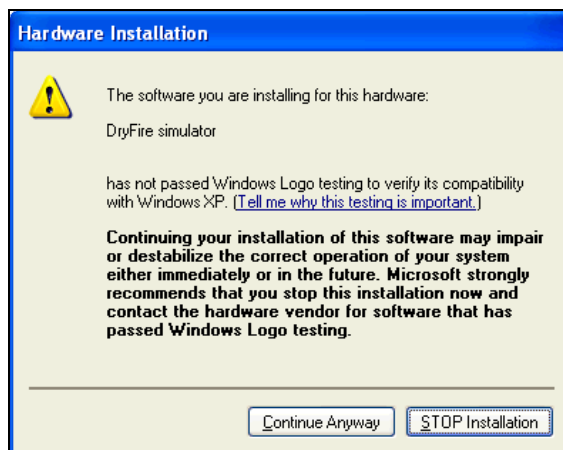 Hardware Installation
The software you are installing for this hardware:
DryFire simulator
has not passed Windows Logo testing to verify its compatibility
with Windows XP. (Tell me why this testing is important.)
Continuing your installation of this software may impair
or destabilize the correct operation of your system
either immediately or in the future. Microsoft strongly
recommends that you stop this installation now and
contact the hardware vendor for software that has
passed Windows Logo testing.
Continue Anyway
STOP Installation